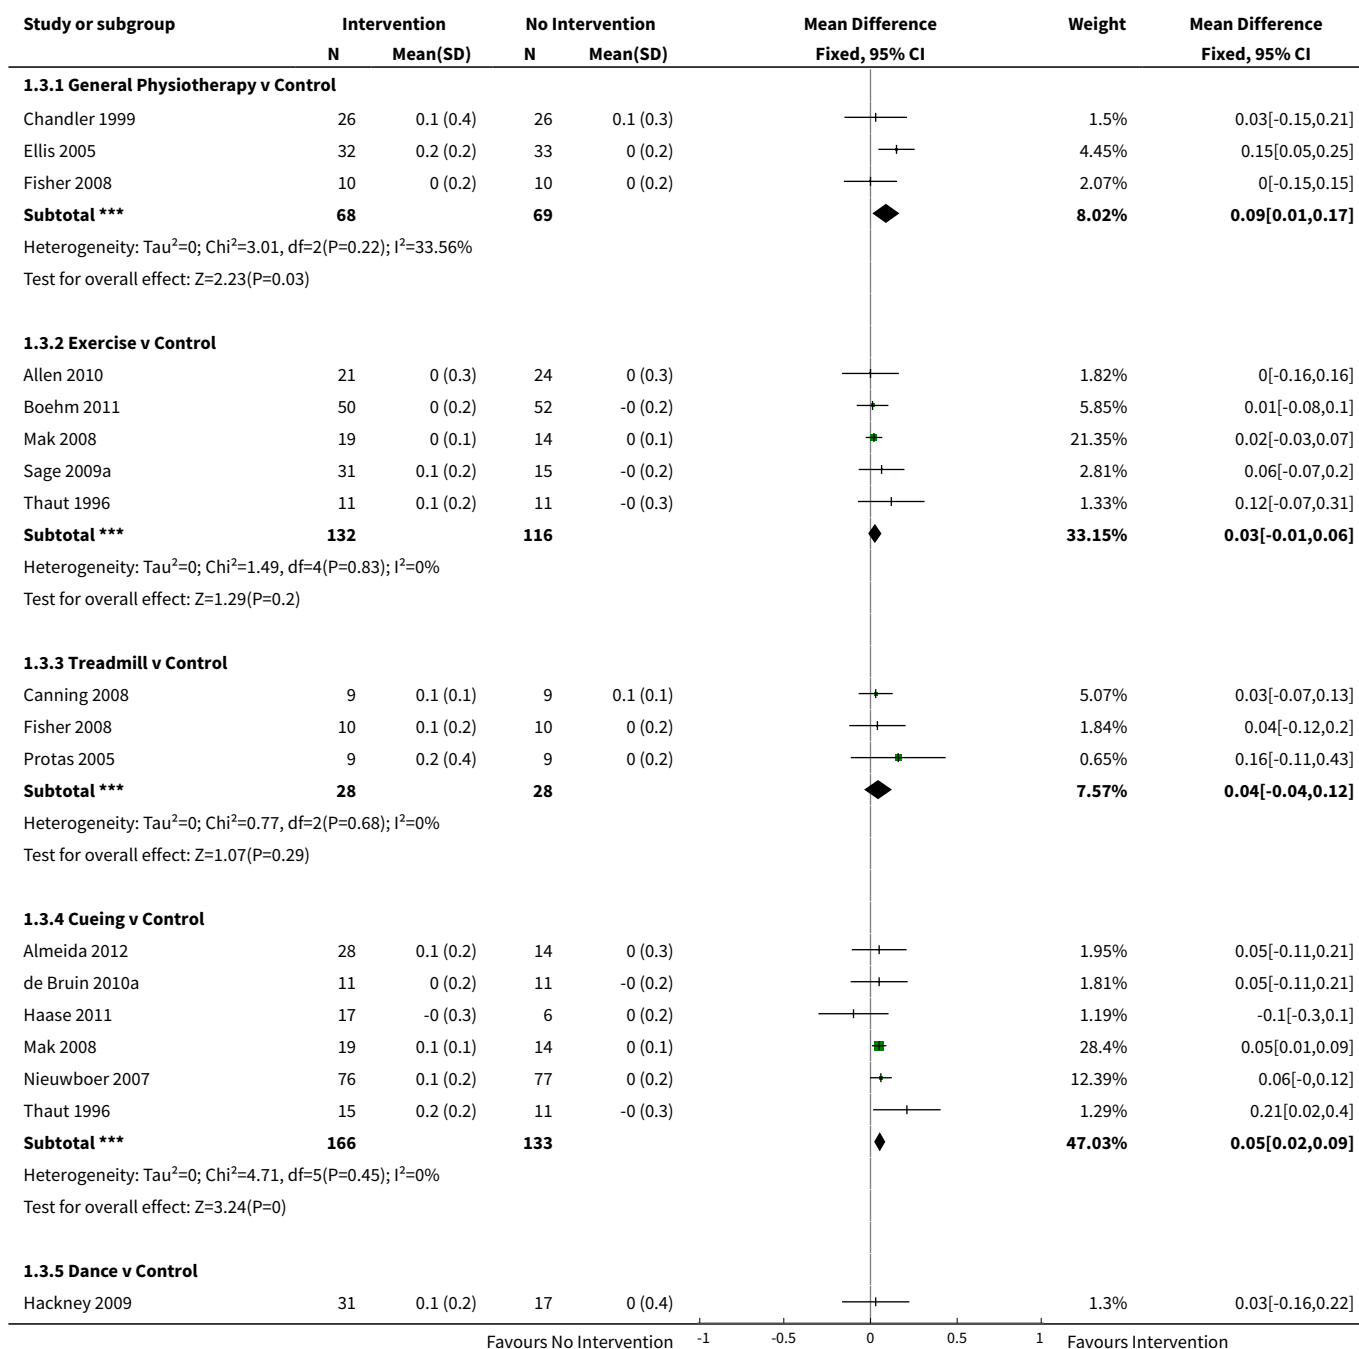 Study or subgroup Intervention No Intervention Mean Difference Weight Mean Difference
N Mean(SD) N Mean(SD) Fixed, 95% CI Fixed, 95% CI
1.3.1 General Physiotherapy v Control
Chandler 1999 26 0.1 (0.4) 26 0.1 (0.3) 1.5% 0.03[-0.15,0.21]
Ellis 2005 32 0.2 (0.2) 33 0 (0.2) 4.45% 0.15[0.05,0.25]
Fisher 2008 10 0 (0.2) 10 0 (0.2) 2.07% 0[-0.15,0.15]
Subtotal *** 68 69 8.02% 0.09[0.01,0.17]
Heterogeneity: Tau²=0; Chi²=3.01, df=2(P=0.22); I²=33.56%
Test for overall effect: Z=2.23(P=0.03)
1.3.2 Exercise v Control
Allen 2010 21 0 (0.3) 24 0 (0.3) 1.82% 0[-0.16,0.16]
Boehm 2011 50 0 (0.2) 52 -0 (0.2) 5.85% 0.01[-0.08,0.1]
Mak 2008 19 0 (0.1) 14 0 (0.1) 21.35% 0.02[-0.03,0.07]
Sage 2009a 31 0.1 (0.2) 15 -0 (0.2) 2.81% 0.06[-0.07,0.2]
Thaut 1996 11 0.1 (0.2) 11 -0 (0.3) 1.33% 0.12[-0.07,0.31]
Subtotal *** 132 116 33.15% 0.03[-0.01,0.06]
Heterogeneity: Tau²=0; Chi²=1.49, df=4(P=0.83); I²=0%
Test for overall effect: Z=1.29(P=0.2)
1.3.3 Treadmill v Control
Canning 2008 9 0.1 (0.1) 9 0.1 (0.1) 5.07% 0.03[-0.07,0.13]
Fisher 2008 10 0.1 (0.2) 10 0 (0.2) 1.84% 0.04[-0.12,0.2]
Protas 2005 9 0.2 (0.4) 9 0 (0.2) 0.65% 0.16[-0.11,0.43]
Subtotal *** 28 28 7.57% 0.04[-0.04,0.12]
Heterogeneity: Tau²=0; Chi²=0.77, df=2(P=0.68); I²=0%
Test for overall effect: Z=1.07(P=0.29)
1.3.4 Cueing v Control
Almeida 2012 28 0.1 (0.2) 14 0 (0.3) 1.95% 0.05[-0.11,0.21]
de Bruin 2010a 11 0 (0.2) 11 -0 (0.2) 1.81% 0.05[-0.11,0.21]
Haase 2011 17 -0 (0.3) 6 0 (0.2) 1.19% -0.1[-0.3,0.1]
Mak 2008 19 0.1 (0.1) 14 0 (0.1) 28.4% 0.05[0.01,0.09]
Nieuwboer 2007 76 0.1 (0.2) 77 0 (0.2) 12.39% 0.06[-0,0.12]
Thaut 1996 15 0.2 (0.2) 11 -0 (0.3) 1.29% 0.21[0.02,0.4]
Subtotal *** 166 133 47.03% 0.05[0.02,0.09]
Heterogeneity: Tau²=0; Chi²=4.71, df=5(P=0.45); I²=0%
Test for overall effect: Z=3.24(P=0)
1.3.5 Dance v Control
Hackney 2009 31 0.1 (0.2) 17 0 (0.4) 1.3% 0.03[-0.16,0.22]
Favours No Intervention -1 -0.5 0 0.5 1 Favours Intervention